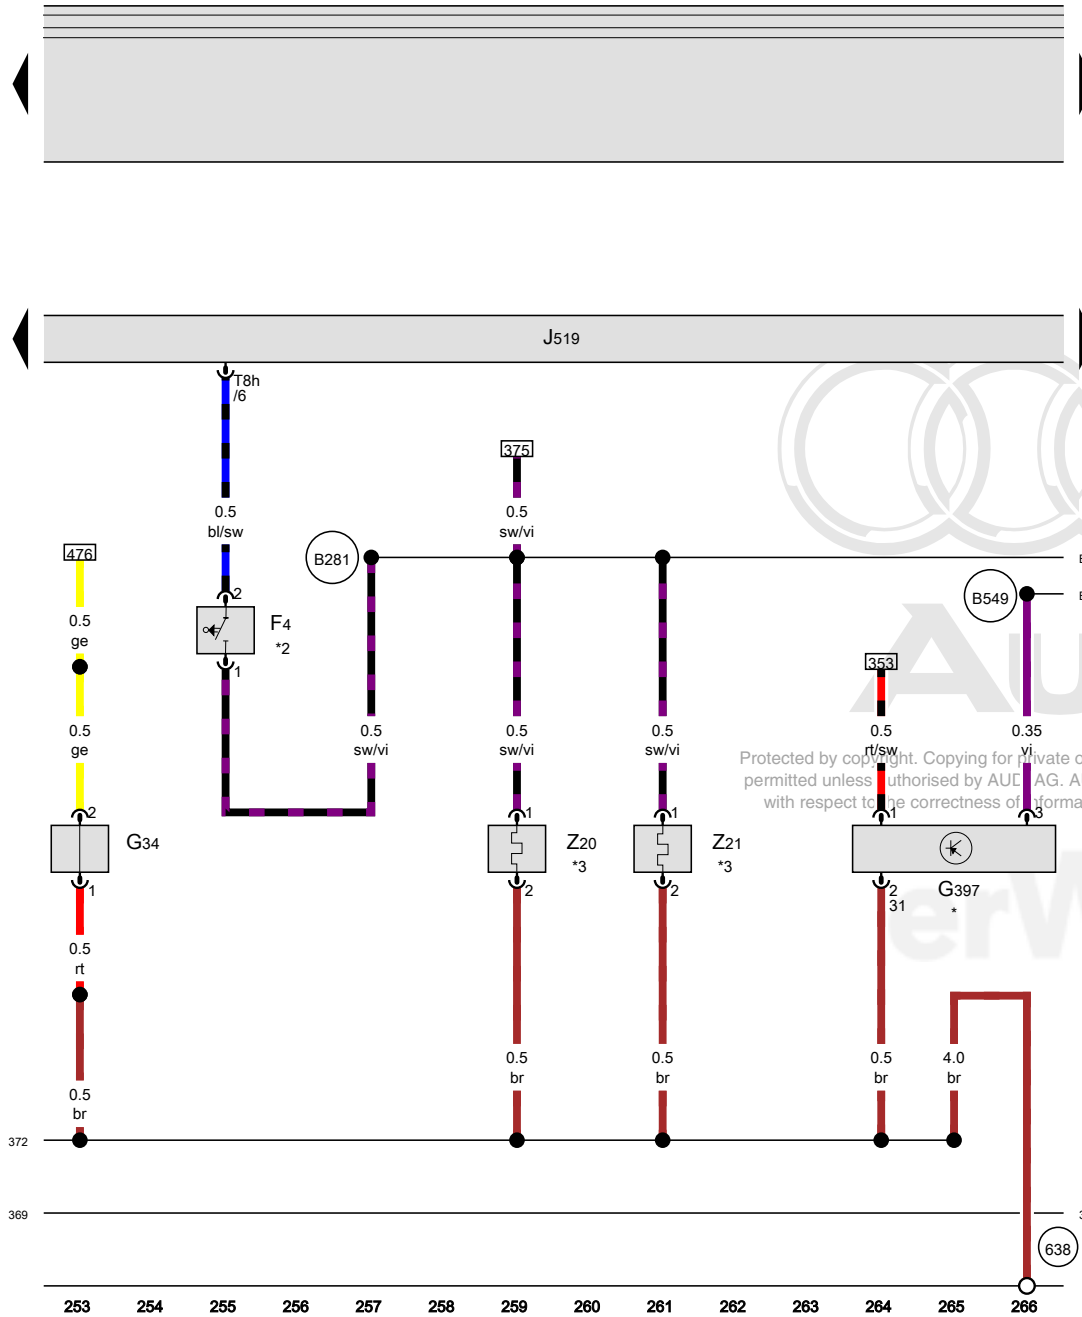 J519
T8h
/6
375
0.5
bl/sw
0.5
sw/vi
476
B281
B549
2
F4
*2
1
0.5
ge
353
0.5
ge
0.5
sw/vi
0.5
sw/vi
0.5
sw/vi
0.5
rt/sw
0.35
vi
Protected by copyright. Copying for private o
permitted unless authorised by AUDI AG. A
with respect to the correctness of informa
2
1
1
1
3
G34
Z20
*3
Z21
*3
1
2
2
2
31
G397
*
0.5
rt
0.5
br
0.5
br
0.5
br
0.5
br
4.0
br
372
369
638
253 254 255 256 257 258 259 260 261 262 263 264 265 266